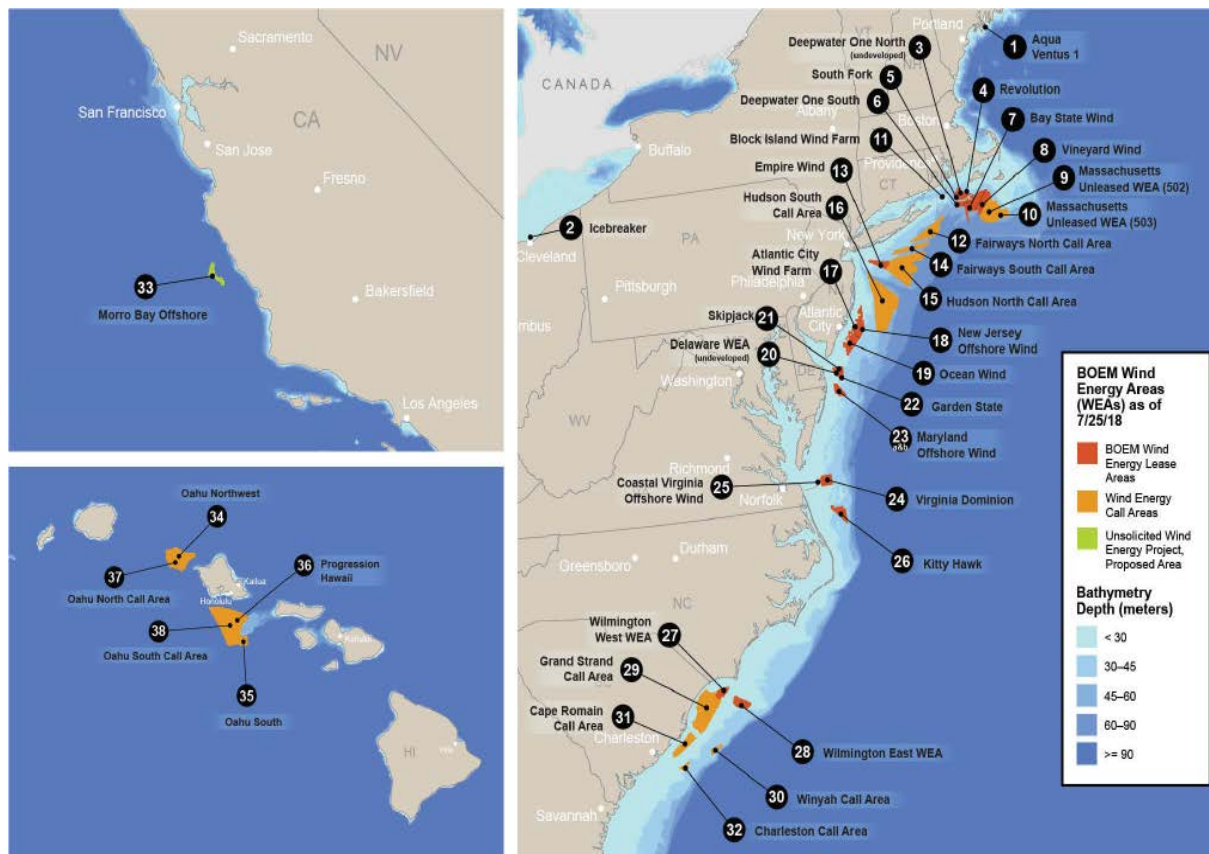 Sacramento
NV
San Francisco
CA
San Jose
Fresno
33
Morro Bay Offshore
Bakersfield
Los Angeles
Oahu Northwest
34
36
Progression
Hawaii
37
Kailua
Honolulu
Oahu North Call Area
38
Kahului
Oahu South Call Area
35
Oahu South
HI
Hilo
VT
Portland
Deepwater One North
(undeveloped)
3
NH
1
Aqua
Ventus 1
CANADA
South Fork
5
4
Revolution
Deepwater One South
6
Albany
Boston
7
Bay State Wind
Buffalo
Block Island Wind Farm
11
8
Vineyard Wind
Providence
Empire Wind
13
CT
9
Massachusetts
Unleased WEA (502)
Hudson South
Call Area
16
10
Massachusetts
Unleased WEA (503)
2
Icebreaker
PA
New York
12
Fairways North Call Area
Cleveland
Atlantic City
Wind Farm
17
14
Fairways South Call Area
Pittsburgh
Philadelphia
15
Hudson North Call Area
mbus
Skipjack
21
Atlantic
City
18
New Jersey
Offshore Wind
Delaware WEA
(undeveloped)
20
DE
19
Ocean Wind
Washington
22
Garden State
WV
23
a&b
Maryland
Offshore Wind
Richmond
Coastal Virginia
Offshore Wind
25
Norfolk
24
Virginia Dominion
Greensboro
Durham
26
Kitty Hawk
NC
Wilmington
West WEA
27
Grand Strand
Call Area
29
Cape Romain
Call Area
31
Charleston
28
Wilmington East WEA
30
Winyah Call Area
Savannah
32
Charleston Call Area
BOEM Wind
Energy Areas
(WEAs) as of
7/25/18
BOEM Wind
Energy Lease
Areas
Wind Energy
Call Areas
Unsolicited Wind
Energy Project,
Proposed Area
Bathymetry
Depth (meters)
< 30
30–45
45–60
60–90
>= 90